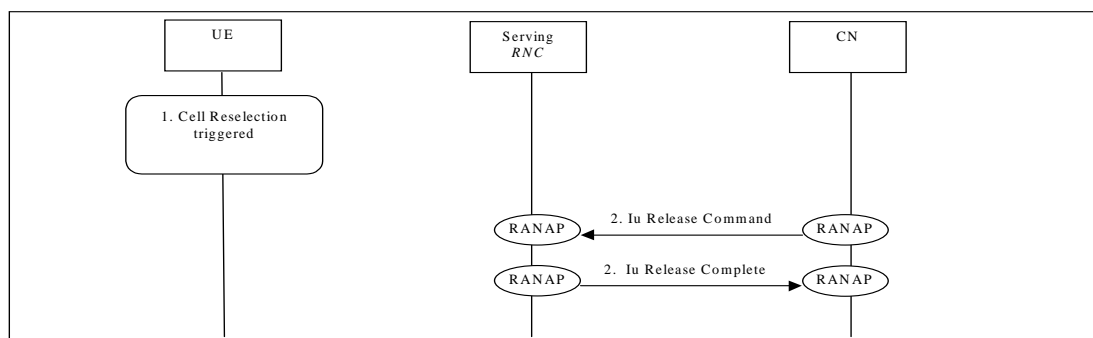 UE
Serving
RNC
CN
1. Cell Reselection
triggered
2. Iu Release Command
RANAP
RANAP
2. Iu Release Complete
RANAP
RANAP